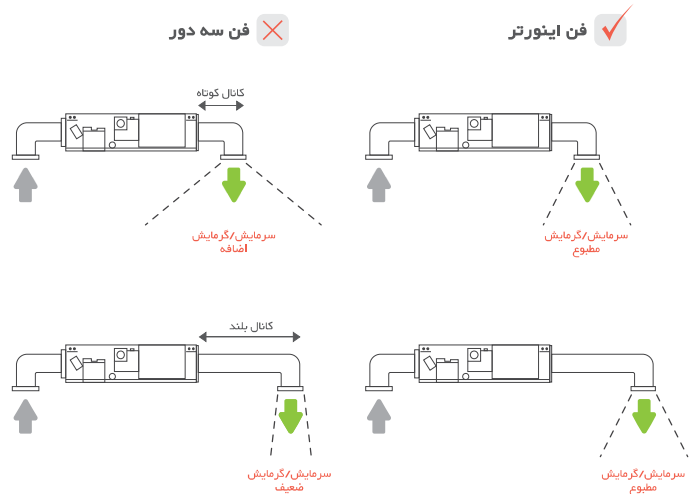 فن اینورتر
فن سه دور
کانال کوتاه
سرمایش/گرمایش
مطبوع
سرمایش/گرمایش
اضافه
کانال بلند
سرمایش/گرمایش
مطبوع
سرمایش/گرمایش
ضعیف